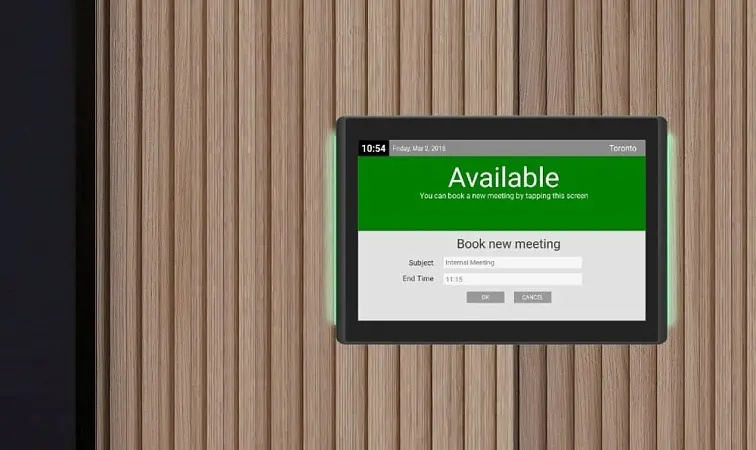 10:54 Friday, Mar 2, 2018 Toronto
Available
You can book a new meeting by tapping this screen
Book new meeting
Subject Internal Meeting
End Time 11:15
OK CANCEL